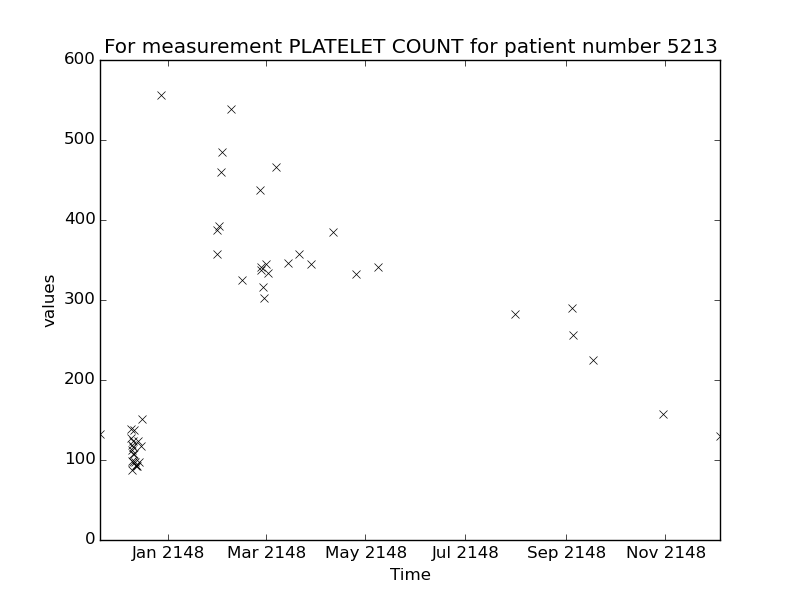 For measurement PLATELET COUNT for patient number 5213
600
500
400
300
200
100
0
values
Jan 2148 Mar 2148 May 2148 Jul 2148 Sep 2148 Nov 2148
Time